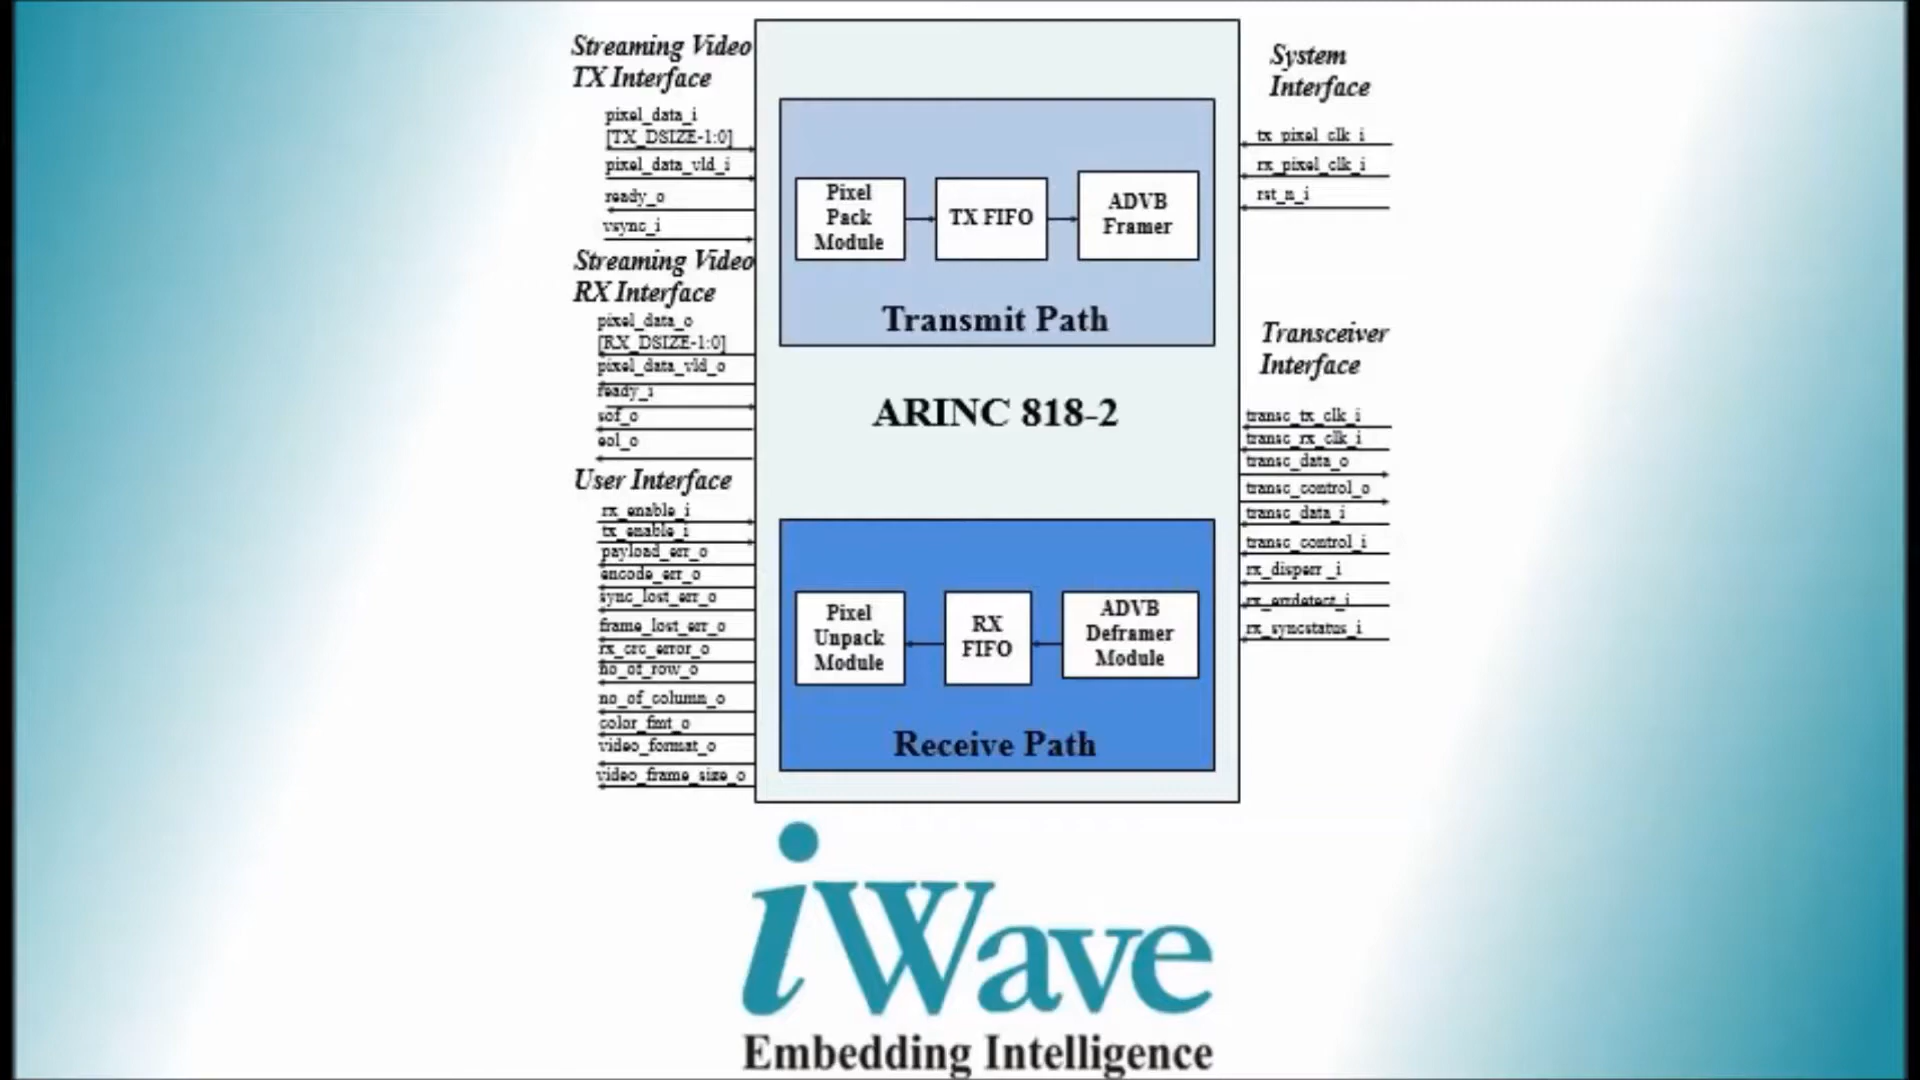 Streaming Video
TX Interface
pixel_data_i
[TX_DSIZE-1:0]
pixel_data_vld_i
ready_o
vsync_i
Streaming Video
RX Interface
pixel_data_o
[RX_DSIZE-1:0]
pixel_data_vld_o
ready_i
sof_o
eol_o
User Interface
rx_enable_i
tx_enable_i
payload_err_o
encode_err_o
sync_lost_err_o
frame_lost_err_o
rx_crc_error_o
no_of_row_o
no_of_column_o
color_fmt_o
video_format_o
video_frame_size_o
Pixel
Pack
Module
TX FIFO
ADVB
Framer
Transmit Path
ARINC 818-2
Pixel
Unpack
Module
RX
FIFO
ADVB
Deframer
Module
Receive Path
System
Interface
tx_pixel_clk_i
rx_pixel_clk_i
rst_n_i
Transceiver
Interface
transc_tx_clk_i
transc_rx_clk_i
transc_data_o
transc_control_o
transc_data_i
transc_control_i
rx_disperr_i
rx_errdetect_i
rx_syncstatus_i
iWave
Embedding Intelligence